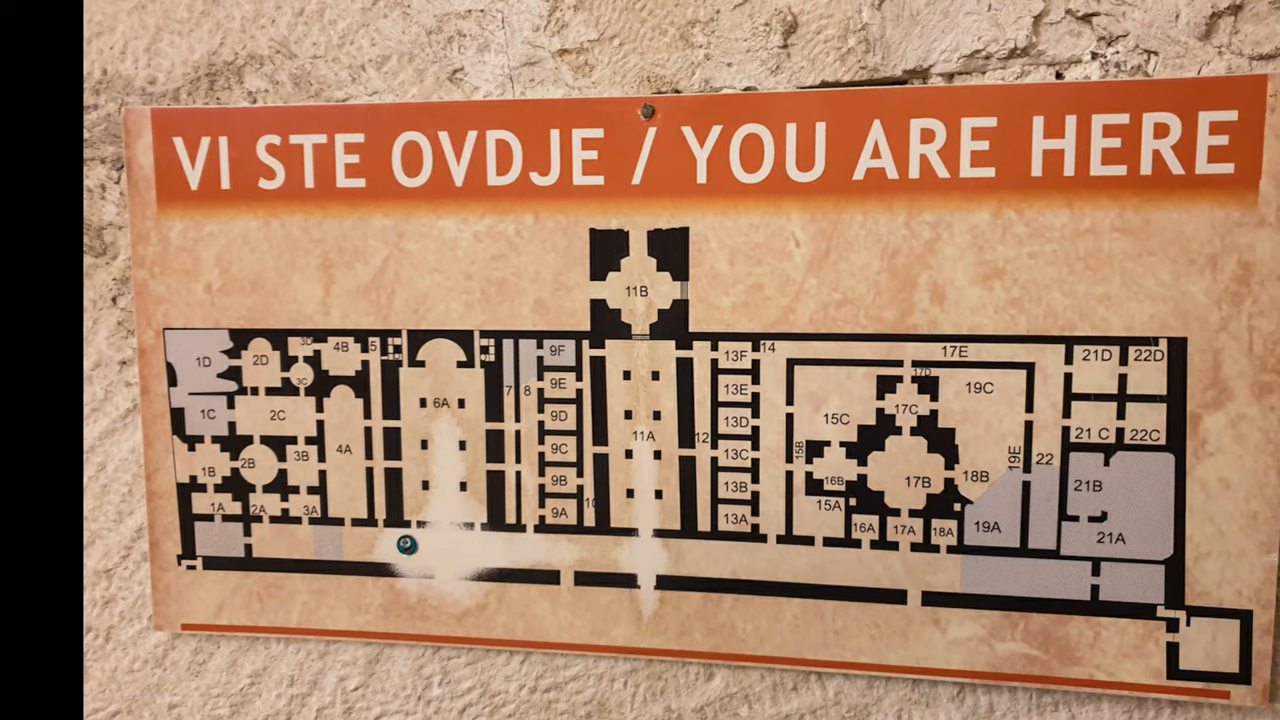 VI STE OVDJE / YOU ARE HERE
11B
1D 2D 3D 4B 5 9F 13F 14 17E 21D 22D
3C 7 8 9E 13E 17D 19C
1C 2C 6A 9D 11A 13D 15C 17C 21 C 22C
1B 2B 3B 4A 9C 12 13C 15B 19E 22
9B 13B 16B 17B 18B 21B
1A 2A 3A 9A 10 13A 15A 16A 17A 18A 19A 21A